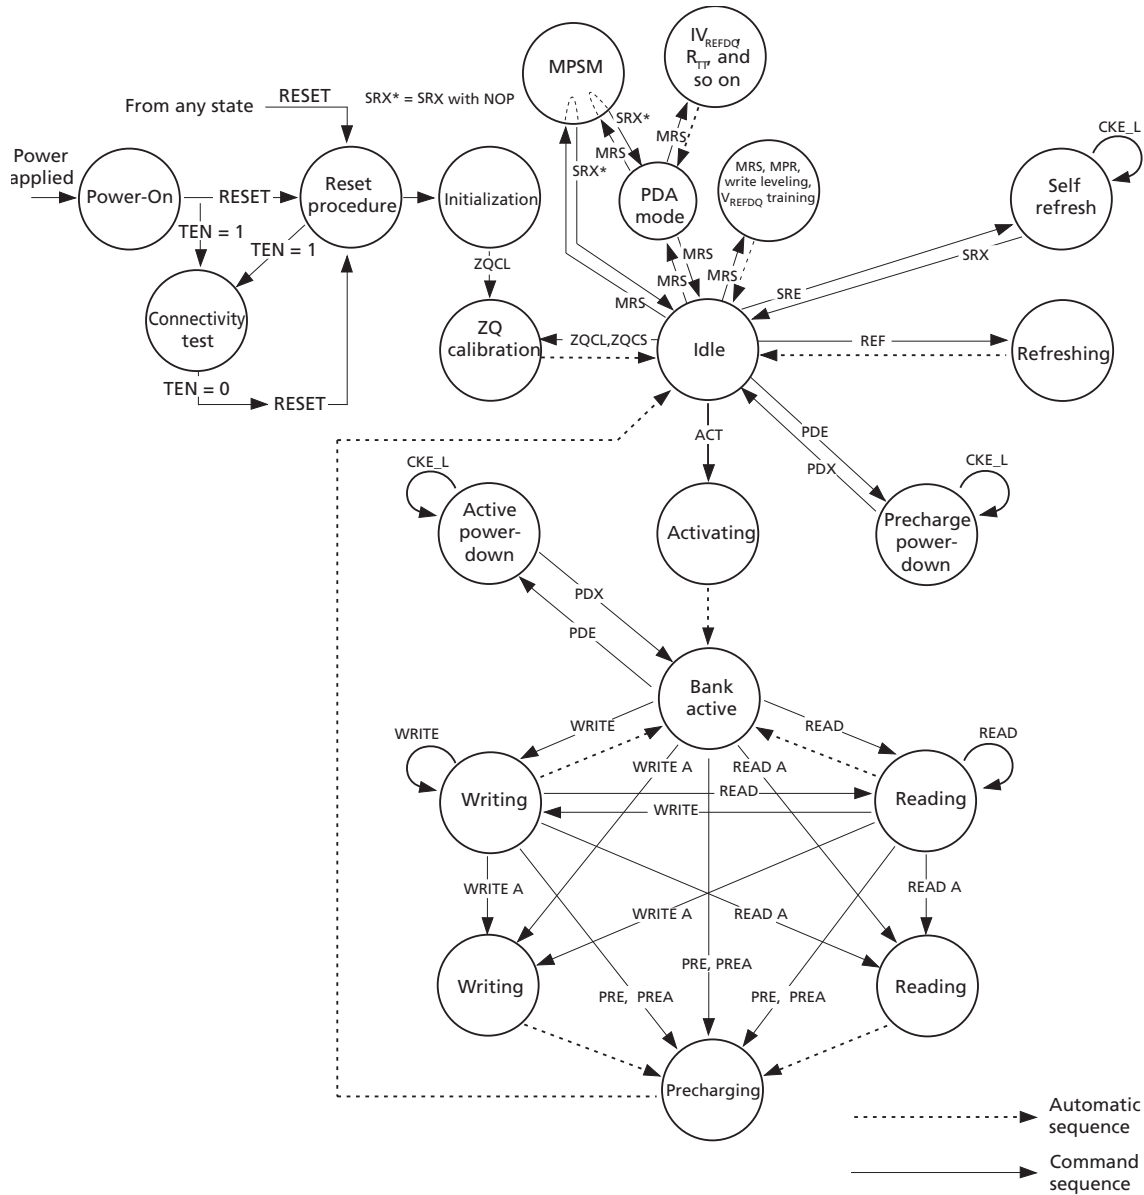 IV REFDQ,
R TT, and
so on
MPSM
From any state
RESET
SRX* = SRX with NOP
SRX*
MRS
MRS
CKE_L
Power
applied
Power-On
RESET
Reset
procedure
Initialization
SRX*
PDA
mode
MRS, MPR,
write leveling,
V REFDQ training
Self
refresh
TEN = 1
TEN = 1
ZQCL
MRS
MRS
MRS
MRS
SRE
SRX
Connectivity
test
ZQ
calibration
ZQCL,ZQCS
Idle
REF
Refreshing
TEN = 0
RESET
ACT
PDE
PDX
CKE_L
CKE_L
Active
power-
down
Activating
Precharge
power-
down
PDX
PDE
Bank
active
WRITE
WRITE
READ
READ
WRITE A
READ A
Writing
READ
WRITE
Reading
WRITE A
READ A
WRITE A
READ A
PRE, PREA
Writing
PRE, PREA
PRE, PREA
Reading
Precharging
Automatic
sequence
Command
sequence